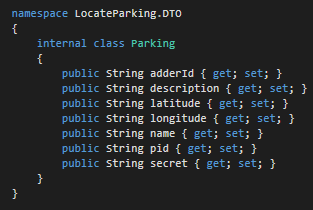 namespace LocateParking.DTO
{
    internal class Parking
    {
        public String adderId { get; set; }
        public String description { get; set; }
        public String latitude { get; set; }
        public String longitude { get; set; }
        public String name { get; set; }
        public String pid { get; set; }
        public String secret { get; set; }
    }
}